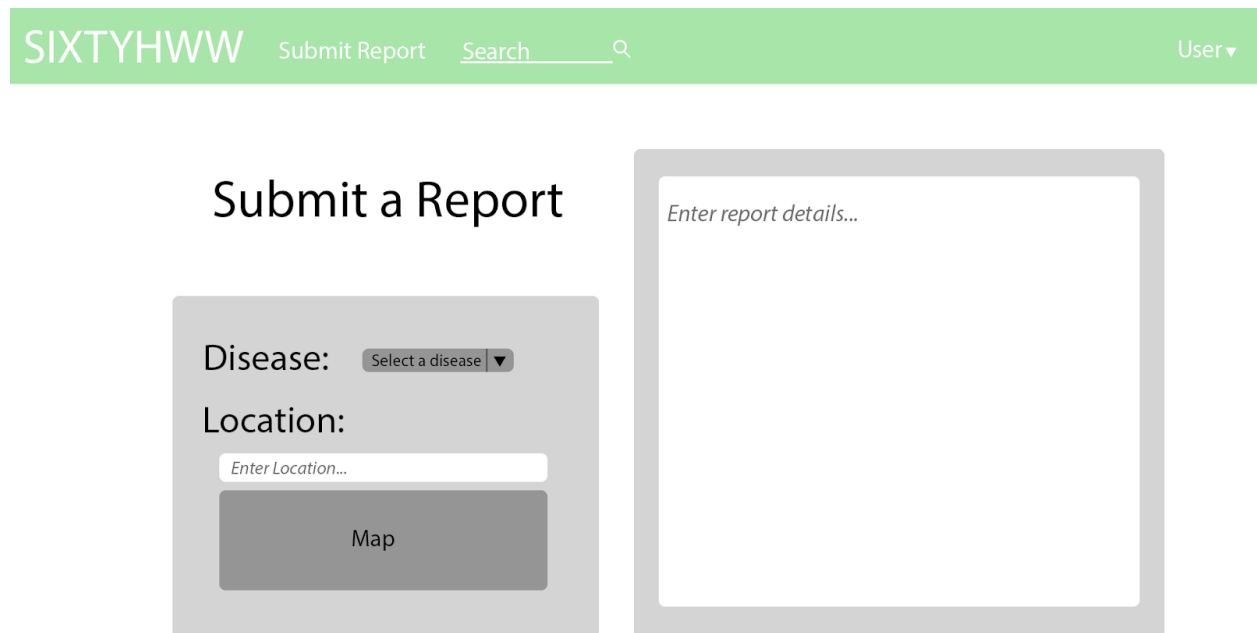 SIXTYHWW Submit Report Search User
Submit a Report
Disease: Select a disease
Location:
Enter Location...
Map
Enter report details...